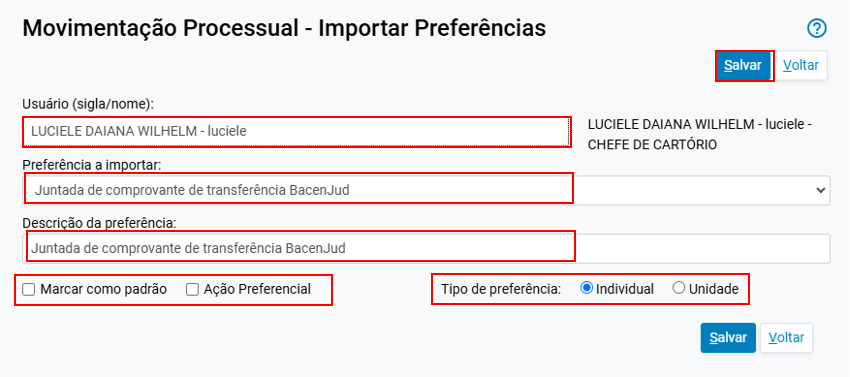 Movimentação Processual - Importar Preferências
?
Salvar Voltar
Usuário (sigla/nome):
LUCIELE DAIANA WILHELM - luciele
LUCIELE DAIANA WILHELM - luciele -
CHEFE DE CARTÓRIO
Preferência a importar:
Juntada de comprovante de transferência BacenJud
Descrição da preferência:
Juntada de comprovante de transferência BacenJud
Marcar como padrão Ação Preferencial Tipo de preferência: Individual Unidade
Salvar Voltar